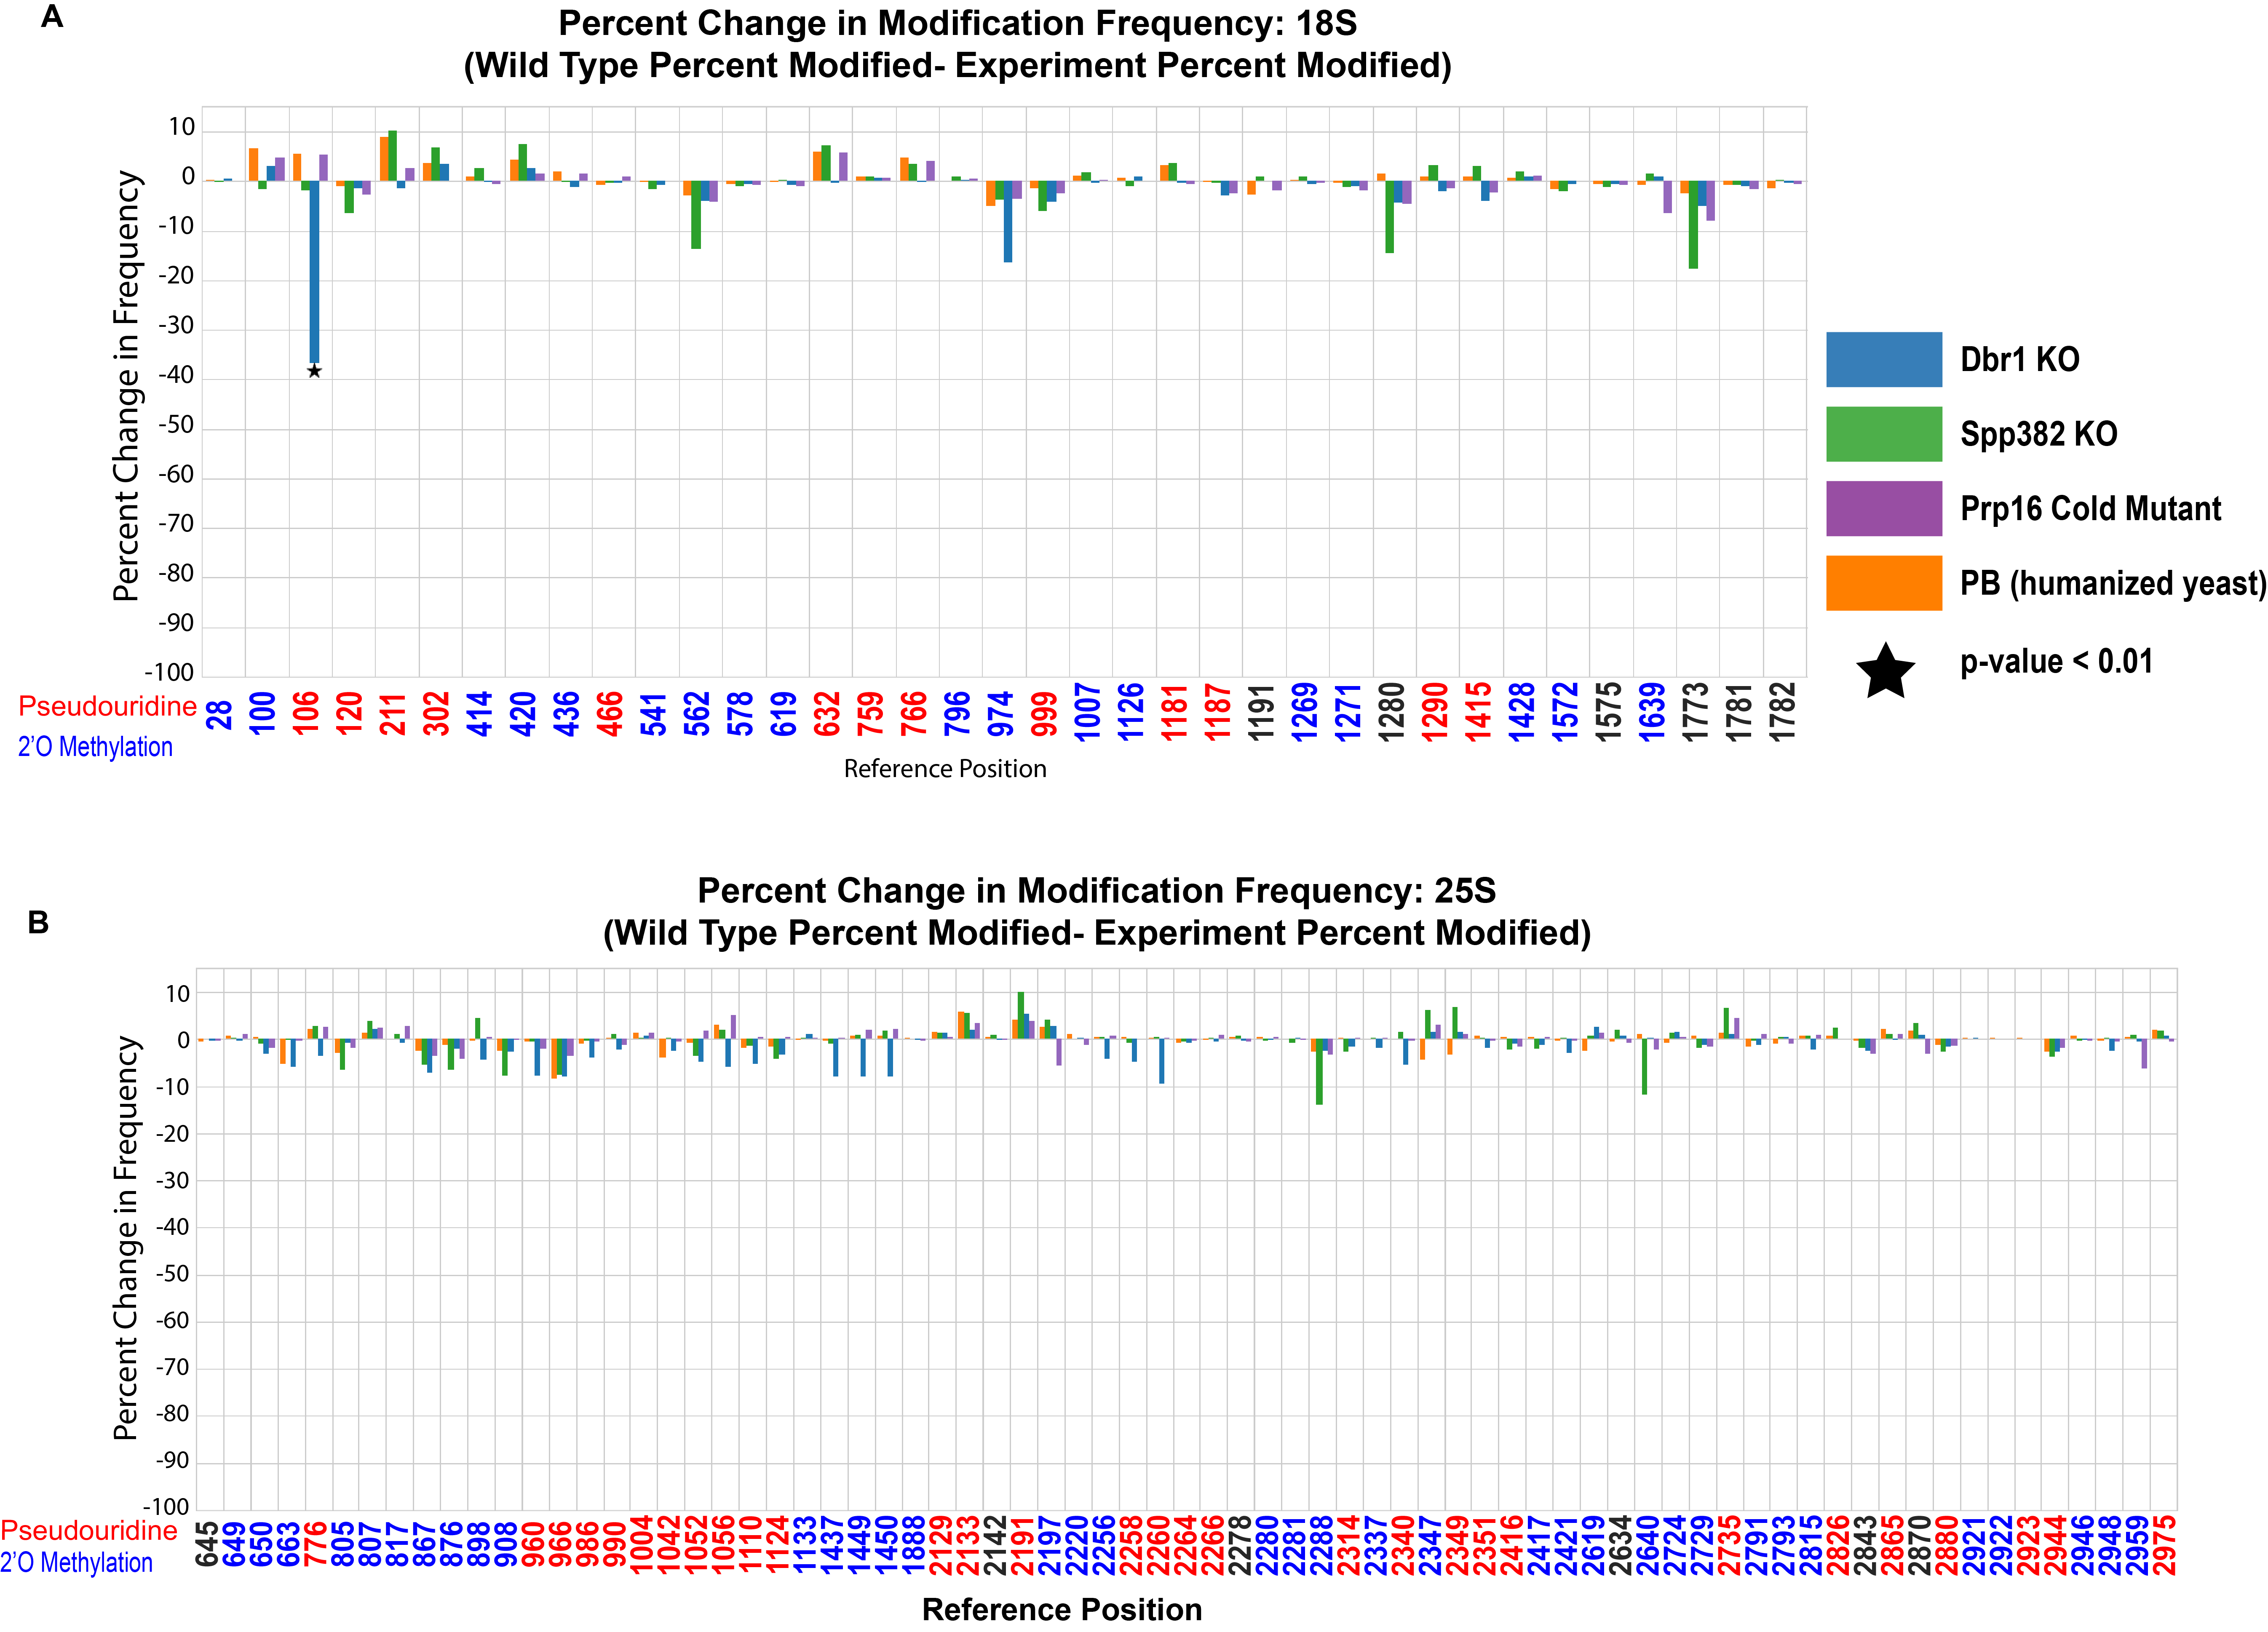 A
Percent Change in Modification Frequency: 18S
(Wild Type Percent Modified- Experiment Percent Modified)
Percent Change in Frequency
10
0
-10
-20
-30
-40
-50
-60
-70
-80
-90
-100
Pseudouridine
2'O Methylation
28 100 106 120 211 302 414 420 436 466 541 562 578 619 632 759 766 796 974 999 1007 1126 1181 1187 1191 1269 1271 1280 1290 1415 1428 1572 1575 1639 1773 1781 1782
Reference Position
Dbr1 KO
Spp382 KO
Prp16 Cold Mutant
PB (humanized yeast)
p-value < 0.01
B
Percent Change in Modification Frequency: 25S
(Wild Type Percent Modified- Experiment Percent Modified)
Percent Change in Frequency
10
0
-10
-20
-30
-40
-50
-60
-70
-80
-90
-100
Pseudouridine
2'O Methylation
645 649 650 663 776 805 807 817 867 876 898 908 960 966 986 990 1004 1042 1052 1056 1110 1124 1133 1437 1449 1450 1888 2129 2133 2142 2191 2197 2220 2256 2258 2260 2264 2266 2278 2280 2281 2288 2314 2337 2340 2347 2349 2351 2416 2417 2421 2619 2634 2640 2724 2729 2735 2791 2793 2815 2826 2843 2865 2870 2880 2921 2922 2923 2944 2946 2948 2959 2975
Reference Position